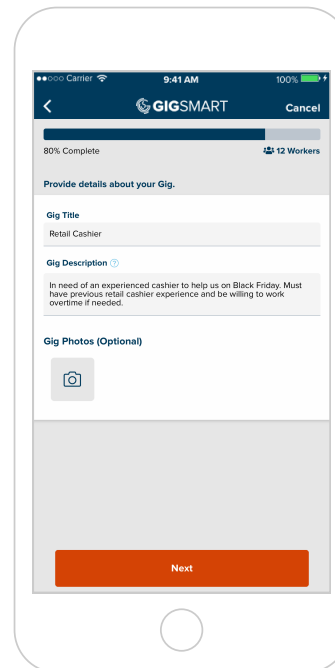 Carrier 9:41 AM 100%
GIGSMART Cancel
80% Complete 12 Workers
Provide details about your Gig.
Gig Title
Retail Cashier
Gig Description ?
In need of an experienced cashier to help us on Black Friday. Must
have previous retail cashier experience and be willing to work
overtime if needed.
Gig Photos (Optional)
Next